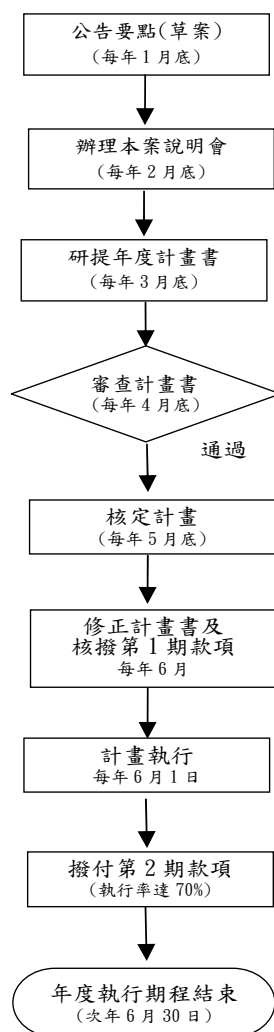 公告要點(草案)
(每年1月底)
辦理本案說明會
(每年2月底)
研提年度計畫書
(每年3月底)
審查計畫書
(每年4月底)
通過
核定計畫
(每年5月底)
修正計畫書及
核撥第1期款項
每年6月
計畫執行
每年6月1日
撥付第2期款項
(執行率達70%)
年度執行期程結束
(次年6月30日)